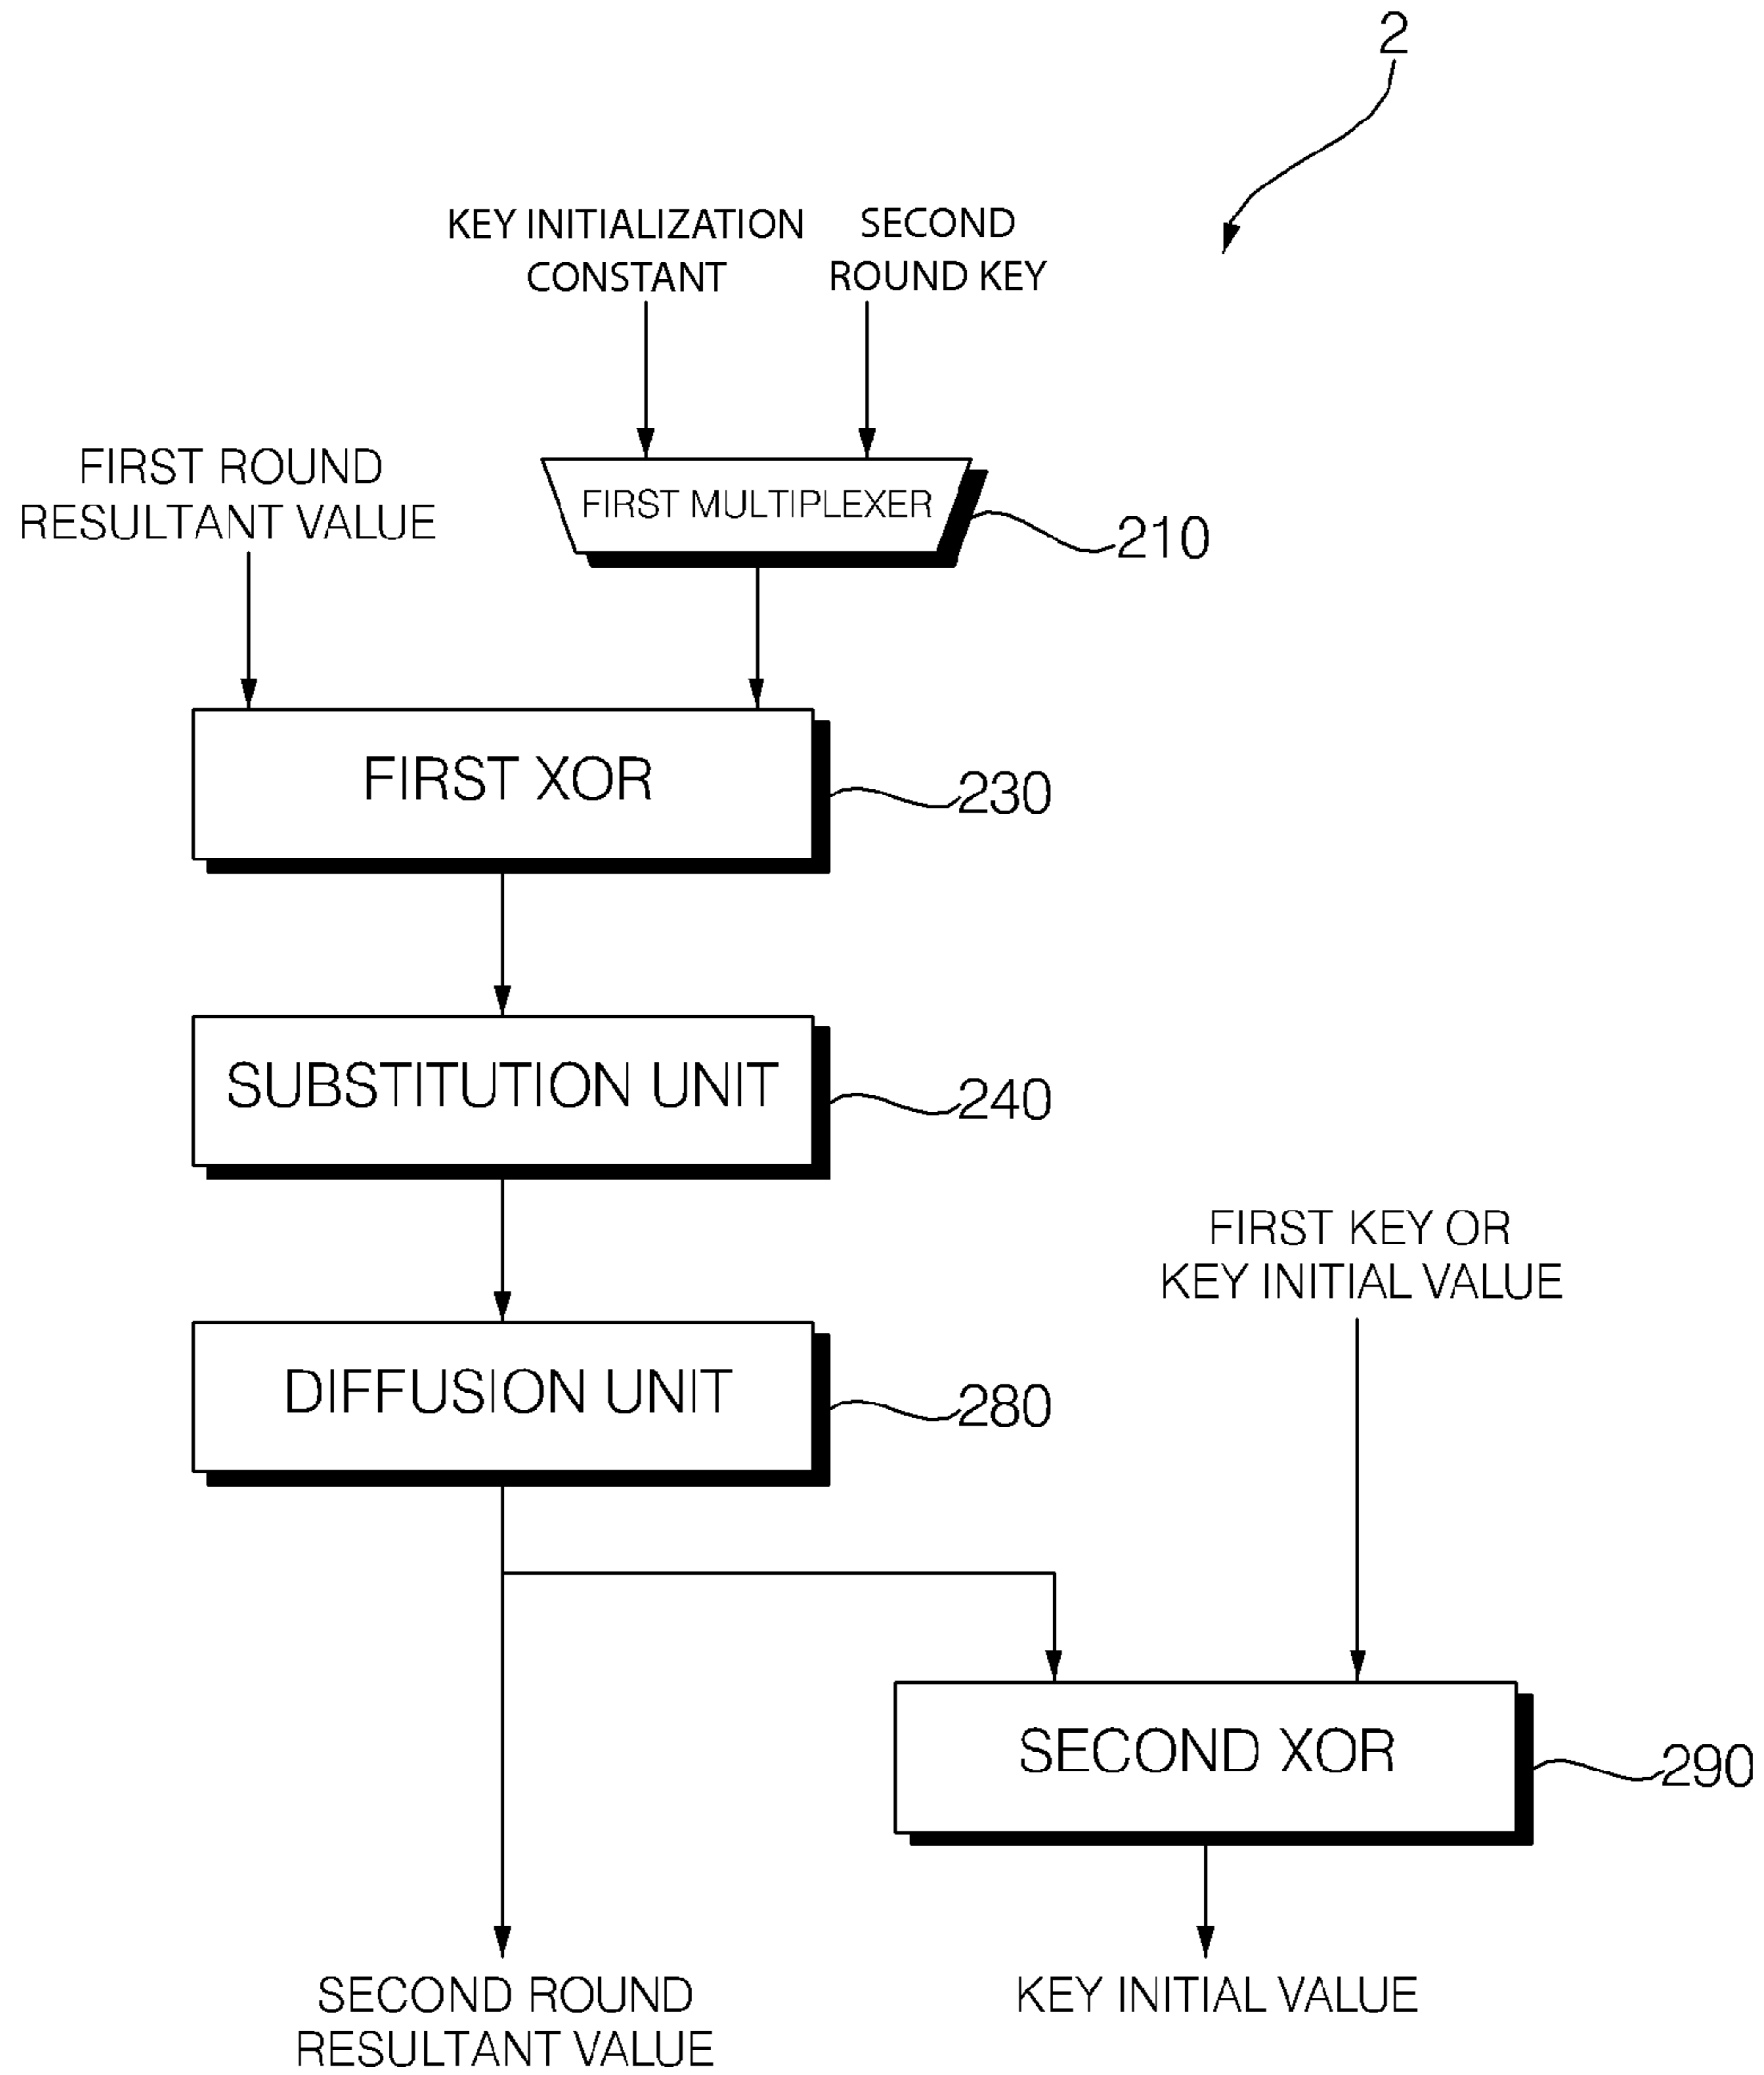 2
KEY INITIALIZATION
CONSTANT
SECOND
ROUND KEY
FIRST ROUND
RESULTANT VALUE
FIRST MULTIPLEXER
210
FIRST XOR
230
SUBSTITUTION UNIT
240
FIRST KEY OR
KEY INITIAL VALUE
DIFFUSION UNIT
280
SECOND XOR
290
SECOND ROUND
RESULTANT VALUE
KEY INITIAL VALUE